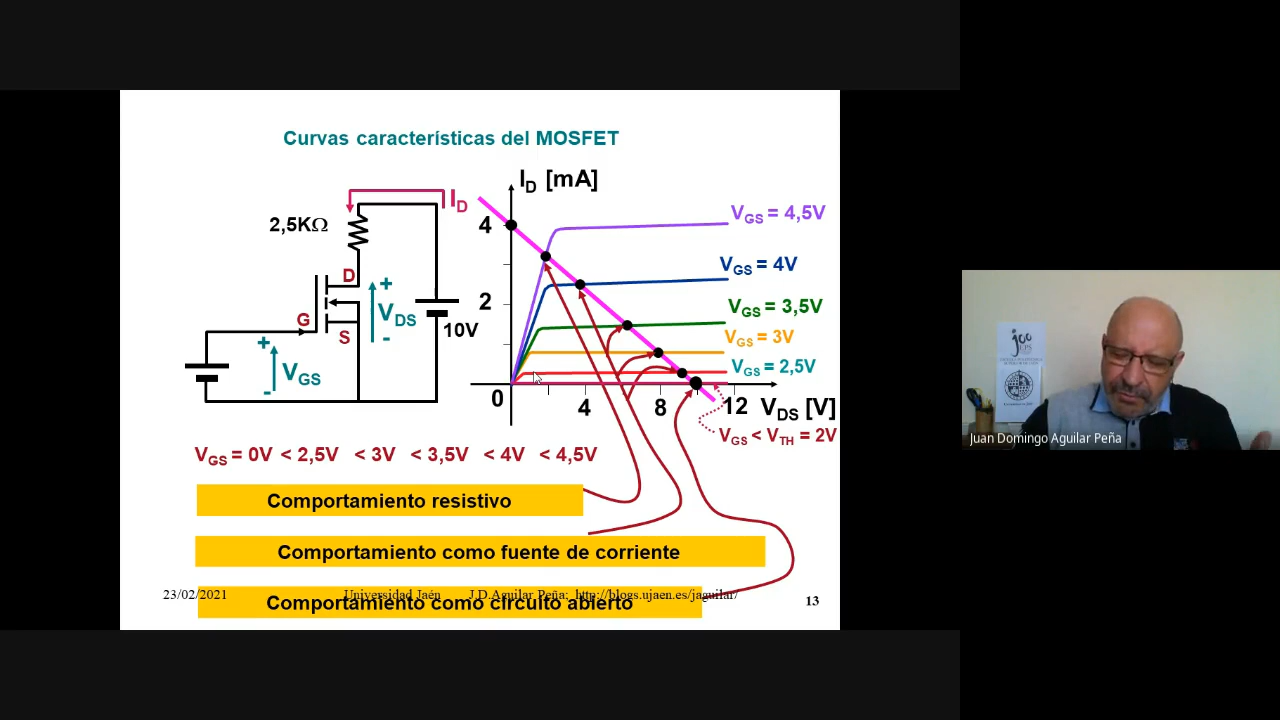 Curvas características del MOSFET
I_D [mA]
I_D
2,5KΩ
D
G
S
+
V_DS
-
10V
+
V_GS
-
4
2
0
4
8
12
V_DS [V]
V_GS = 4,5V
V_GS = 4V
V_GS = 3,5V
V_GS = 3V
V_GS = 2,5V
V_GS < V_TH = 2V
V_GS = 0V < 2,5V < 3V < 3,5V < 4V < 4,5V
Comportamiento resistivo
Comportamiento como fuente de corriente
Comportamiento como circuito abierto
23/02/2021
Universidad Jaén J.D.Aguilar Peña; http://blogs.ujaen.es/jaguilar/
13
Juan Domingo Aguilar Peña